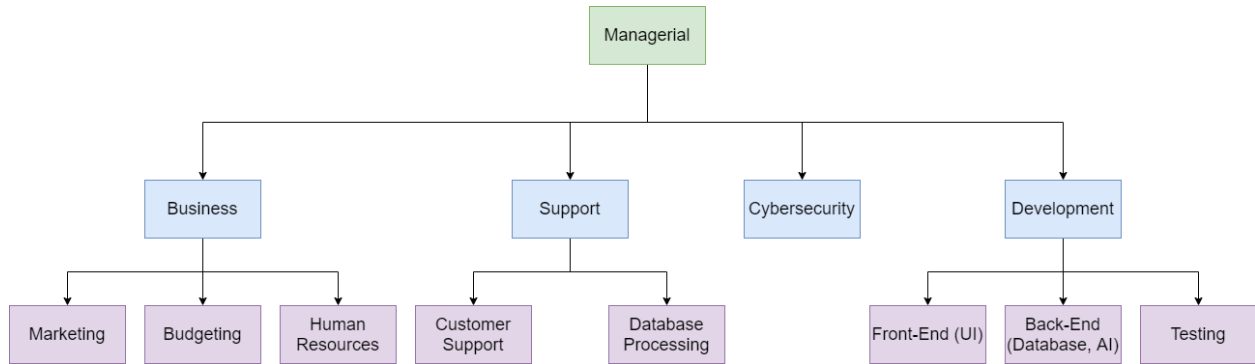 Managerial
Business
Support
Cybersecurity
Development
Marketing
Budgeting
Human
Resources
Customer
Support
Database
Processing
Front-End (UI)
Back-End
(Database, AI)
Testing